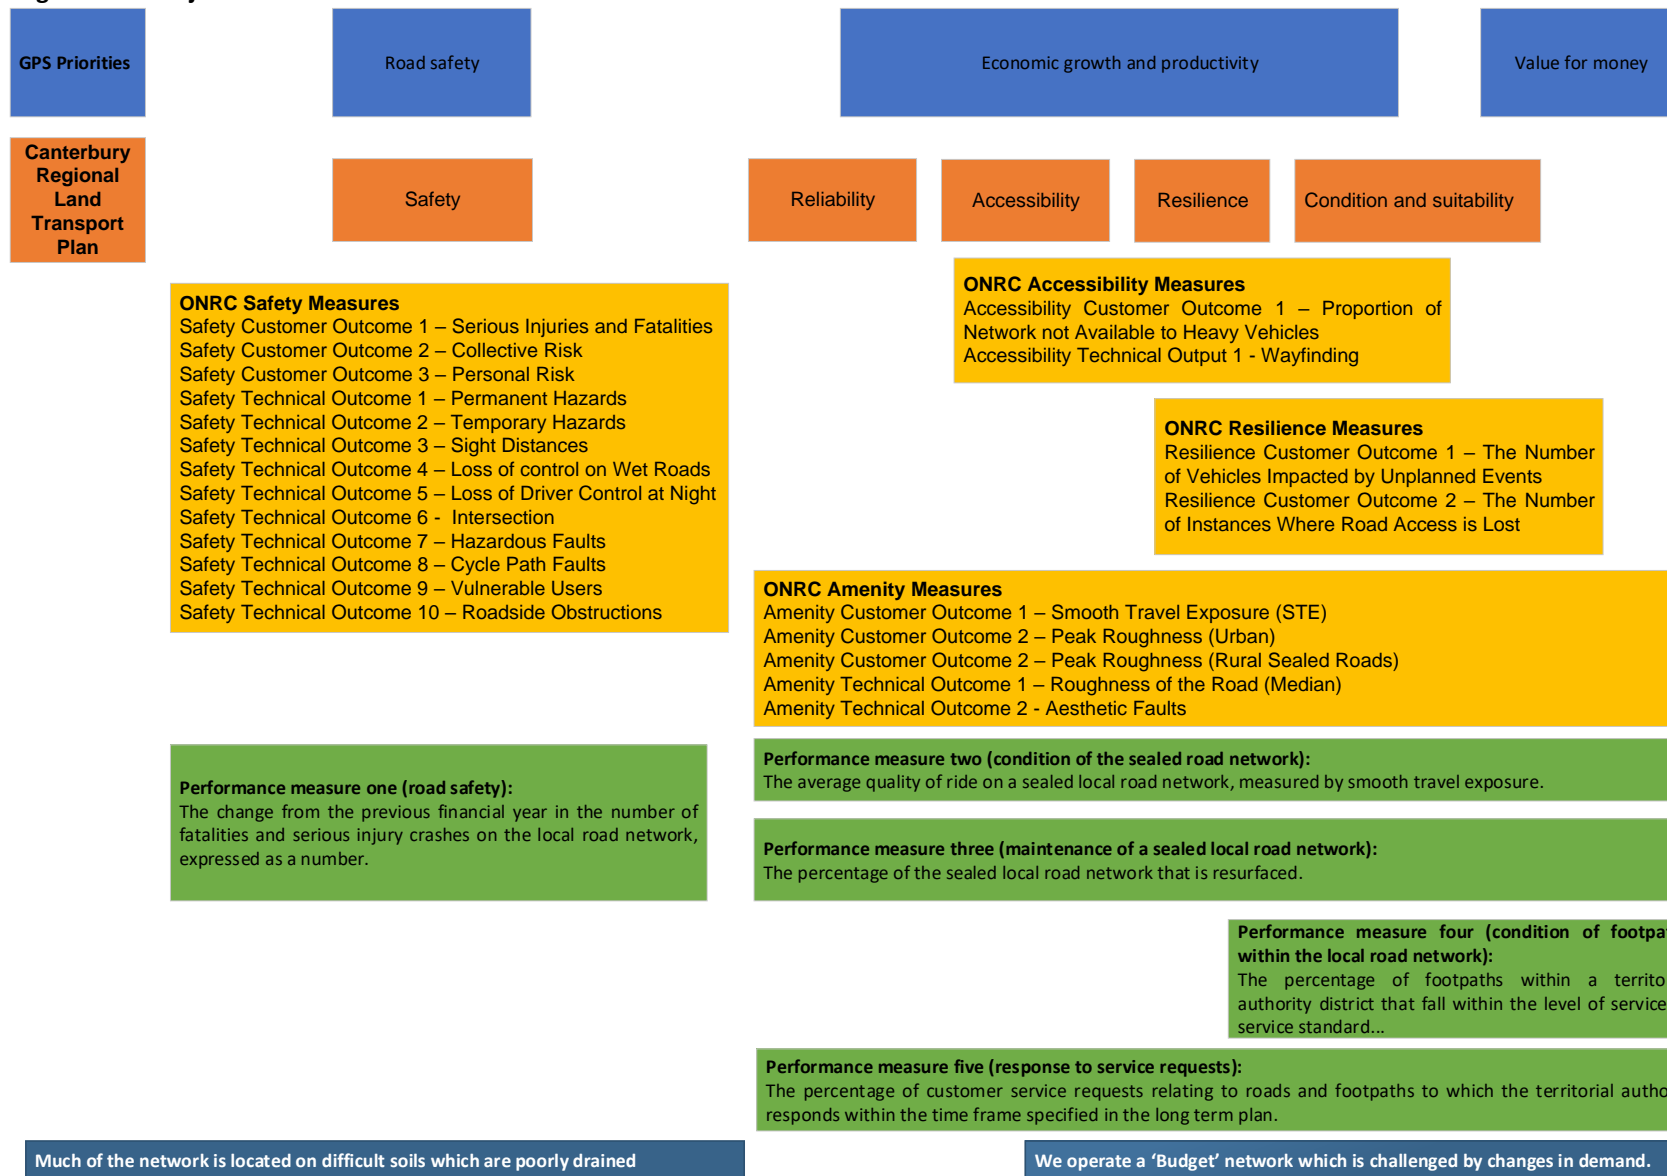 GPS Priorities
Road safety
Economic growth and productivity
Value for money
Canterbury
Regional
Land
Transport
Plan
Safety
Reliability
Accessibility
Resilience
Condition and suitability
ONRC Safety Measures
Safety Customer Outcome 1 – Serious Injuries and Fatalities
Safety Customer Outcome 2 – Collective Risk
Safety Customer Outcome 3 – Personal Risk
Safety Technical Outcome 1 – Permanent Hazards
Safety Technical Outcome 2 – Temporary Hazards
Safety Technical Outcome 3 – Sight Distances
Safety Technical Outcome 4 – Loss of control on Wet Roads
Safety Technical Outcome 5 – Loss of Driver Control at Night
Safety Technical Outcome 6 - Intersection
Safety Technical Outcome 7 – Hazardous Faults
Safety Technical Outcome 8 – Cycle Path Faults
Safety Technical Outcome 9 – Vulnerable Users
Safety Technical Outcome 10 – Roadside Obstructions
ONRC Accessibility Measures
Accessibility Customer Outcome 1 – Proportion of
Network not Available to Heavy Vehicles
Accessibility Technical Output 1 - Wayfinding
ONRC Resilience Measures
Resilience Customer Outcome 1 – The Number
of Vehicles Impacted by Unplanned Events
Resilience Customer Outcome 2 – The Number
of Instances Where Road Access is Lost
ONRC Amenity Measures
Amenity Customer Outcome 1 – Smooth Travel Exposure (STE)
Amenity Customer Outcome 2 – Peak Roughness (Urban)
Amenity Customer Outcome 2 – Peak Roughness (Rural Sealed Roads)
Amenity Technical Outcome 1 – Roughness of the Road (Median)
Amenity Technical Outcome 2 - Aesthetic Faults
Performance measure one (road safety):
The change from the previous financial year in the number of
fatalities and serious injury crashes on the local road network,
expressed as a number.
Performance measure two (condition of the sealed road network):
The average quality of ride on a sealed local road network, measured by smooth travel exposure.
Performance measure three (maintenance of a sealed local road network):
The percentage of the sealed local road network that is resurfaced.
Performance measure four (condition of footpa
within the local road network):
The percentage of footpaths within a territo
authority district that fall within the level of service
service standard...
Performance measure five (response to service requests):
The percentage of customer service requests relating to roads and footpaths to which the territorial autho
responds within the time frame specified in the long term plan.
Much of the network is located on difficult soils which are poorly drained
We operate a ‘Budget’ network which is challenged by changes in demand.